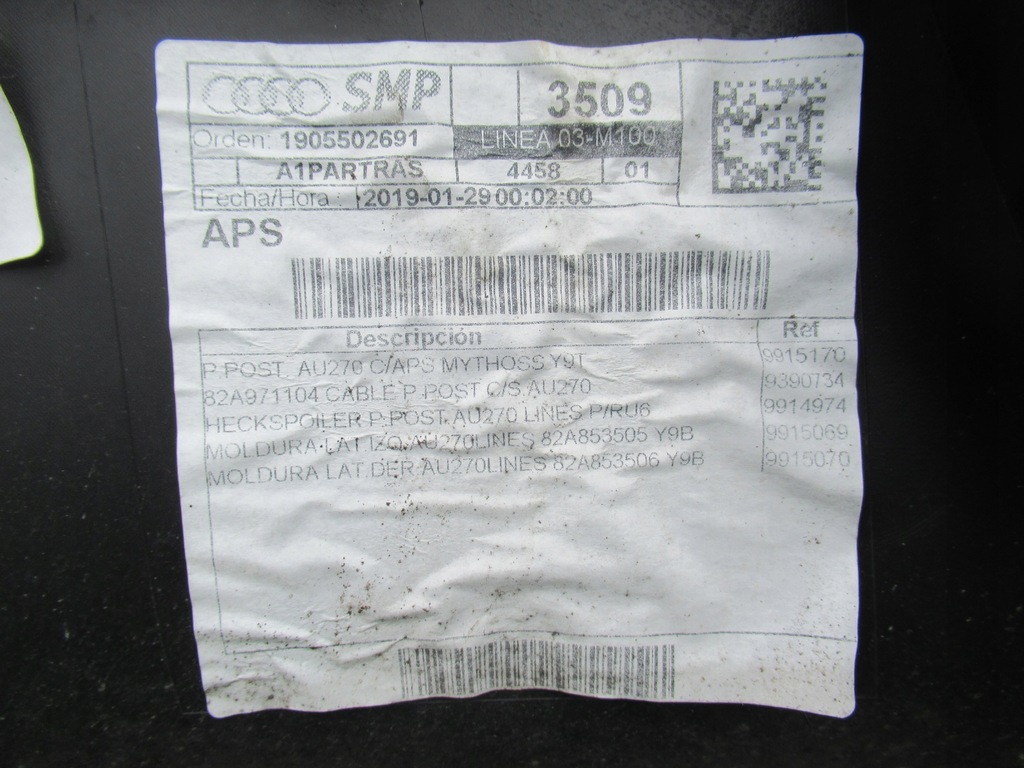 SMP 3509
Orden: 1905502691 LINEA 03-M100
A1PARTRAS 4458 01
Fecha/Hora : 2019-01-29 00:02:00
APS
Descripción Ref
P.POST. AU270 C/APS MYTHOSS Y9T 9915170
82A971104 CABLE P.POST C/S.AU270 9390734
HECKSPOILER P.POST.AU270 LINES P/RU6 9914974
MOLDURA LAT.IZQ.AU270LINES 82A853505 Y9B 9915069
MOLDURA LAT.DER.AU270LINES 82A853506 Y9B 9915070